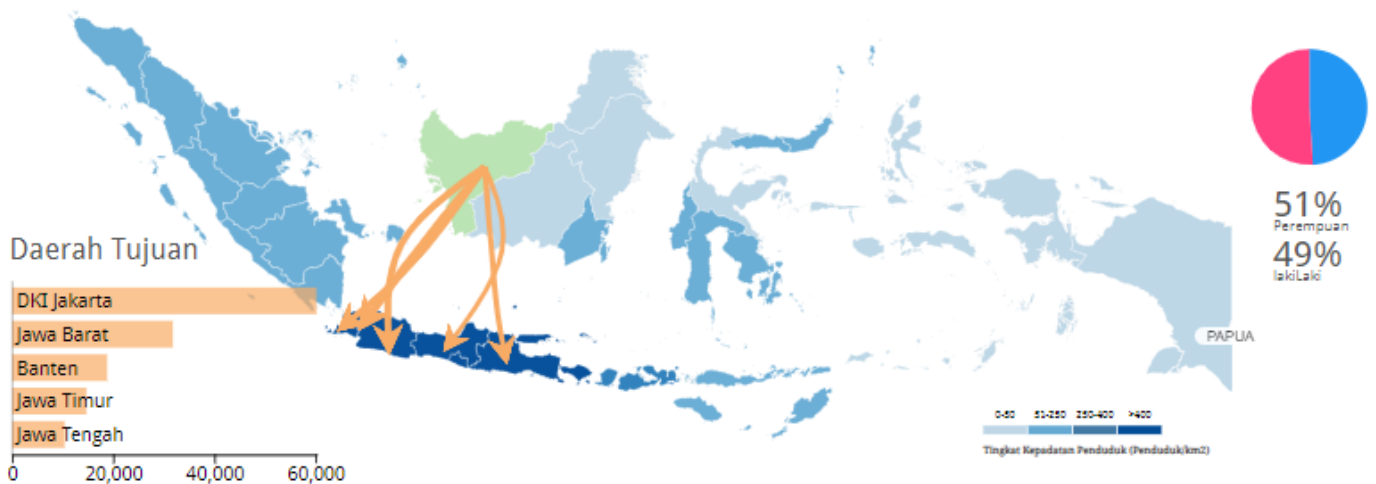 Daerah Tujuan
DKI Jakarta
Jawa Barat
Banten
Jawa Timur
Jawa Tengah
0 20,000 40,000 60,000
51%
Perempuan
49%
lakiLaki
PAPUA
0-50 51-250 250-400 >400
Tingkat Kepadatan Penduduk (Penduduk/km2)